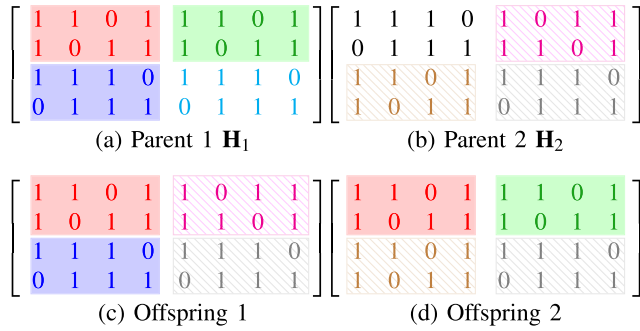 1 1 0 1 1 1 0 1 1 1 1 0 1 0 1 1
1 0 1 1 1 0 1 1 0 1 1 1 1 1 0 1
1 1 1 0 1 1 1 0 1 1 0 1 1 1 1 0
0 1 1 1 0 1 1 1 1 0 1 1 0 1 1 1
(a) Parent 1 H₁ (b) Parent 2 H₂
1 1 0 1 1 0 1 1 1 1 0 1 1 1 0 1
1 0 1 1 1 1 0 1 1 0 1 1 1 0 1 1
1 1 1 0 1 1 1 0 1 1 0 1 1 1 1 0
0 1 1 1 0 1 1 1 1 0 1 1 0 1 1 1
(c) Offspring 1 (d) Offspring 2